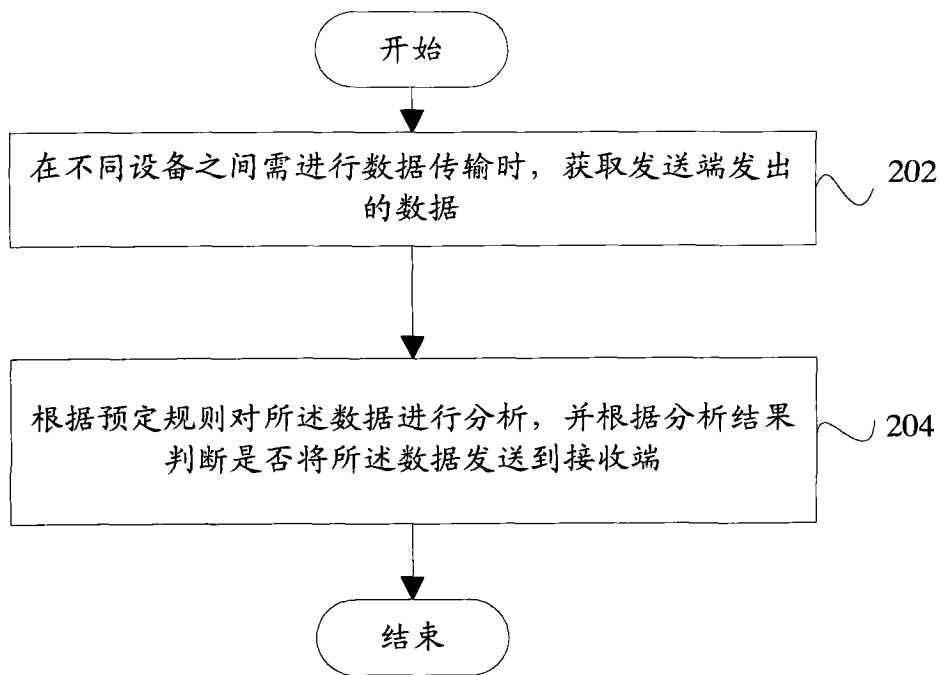 开始
在不同设备之间需进行数据传输时，获取发送端发出
的数据
202
根据预定规则对所述数据进行分析，并根据分析结果
判断是否将所述数据发送到接收端
204
结束